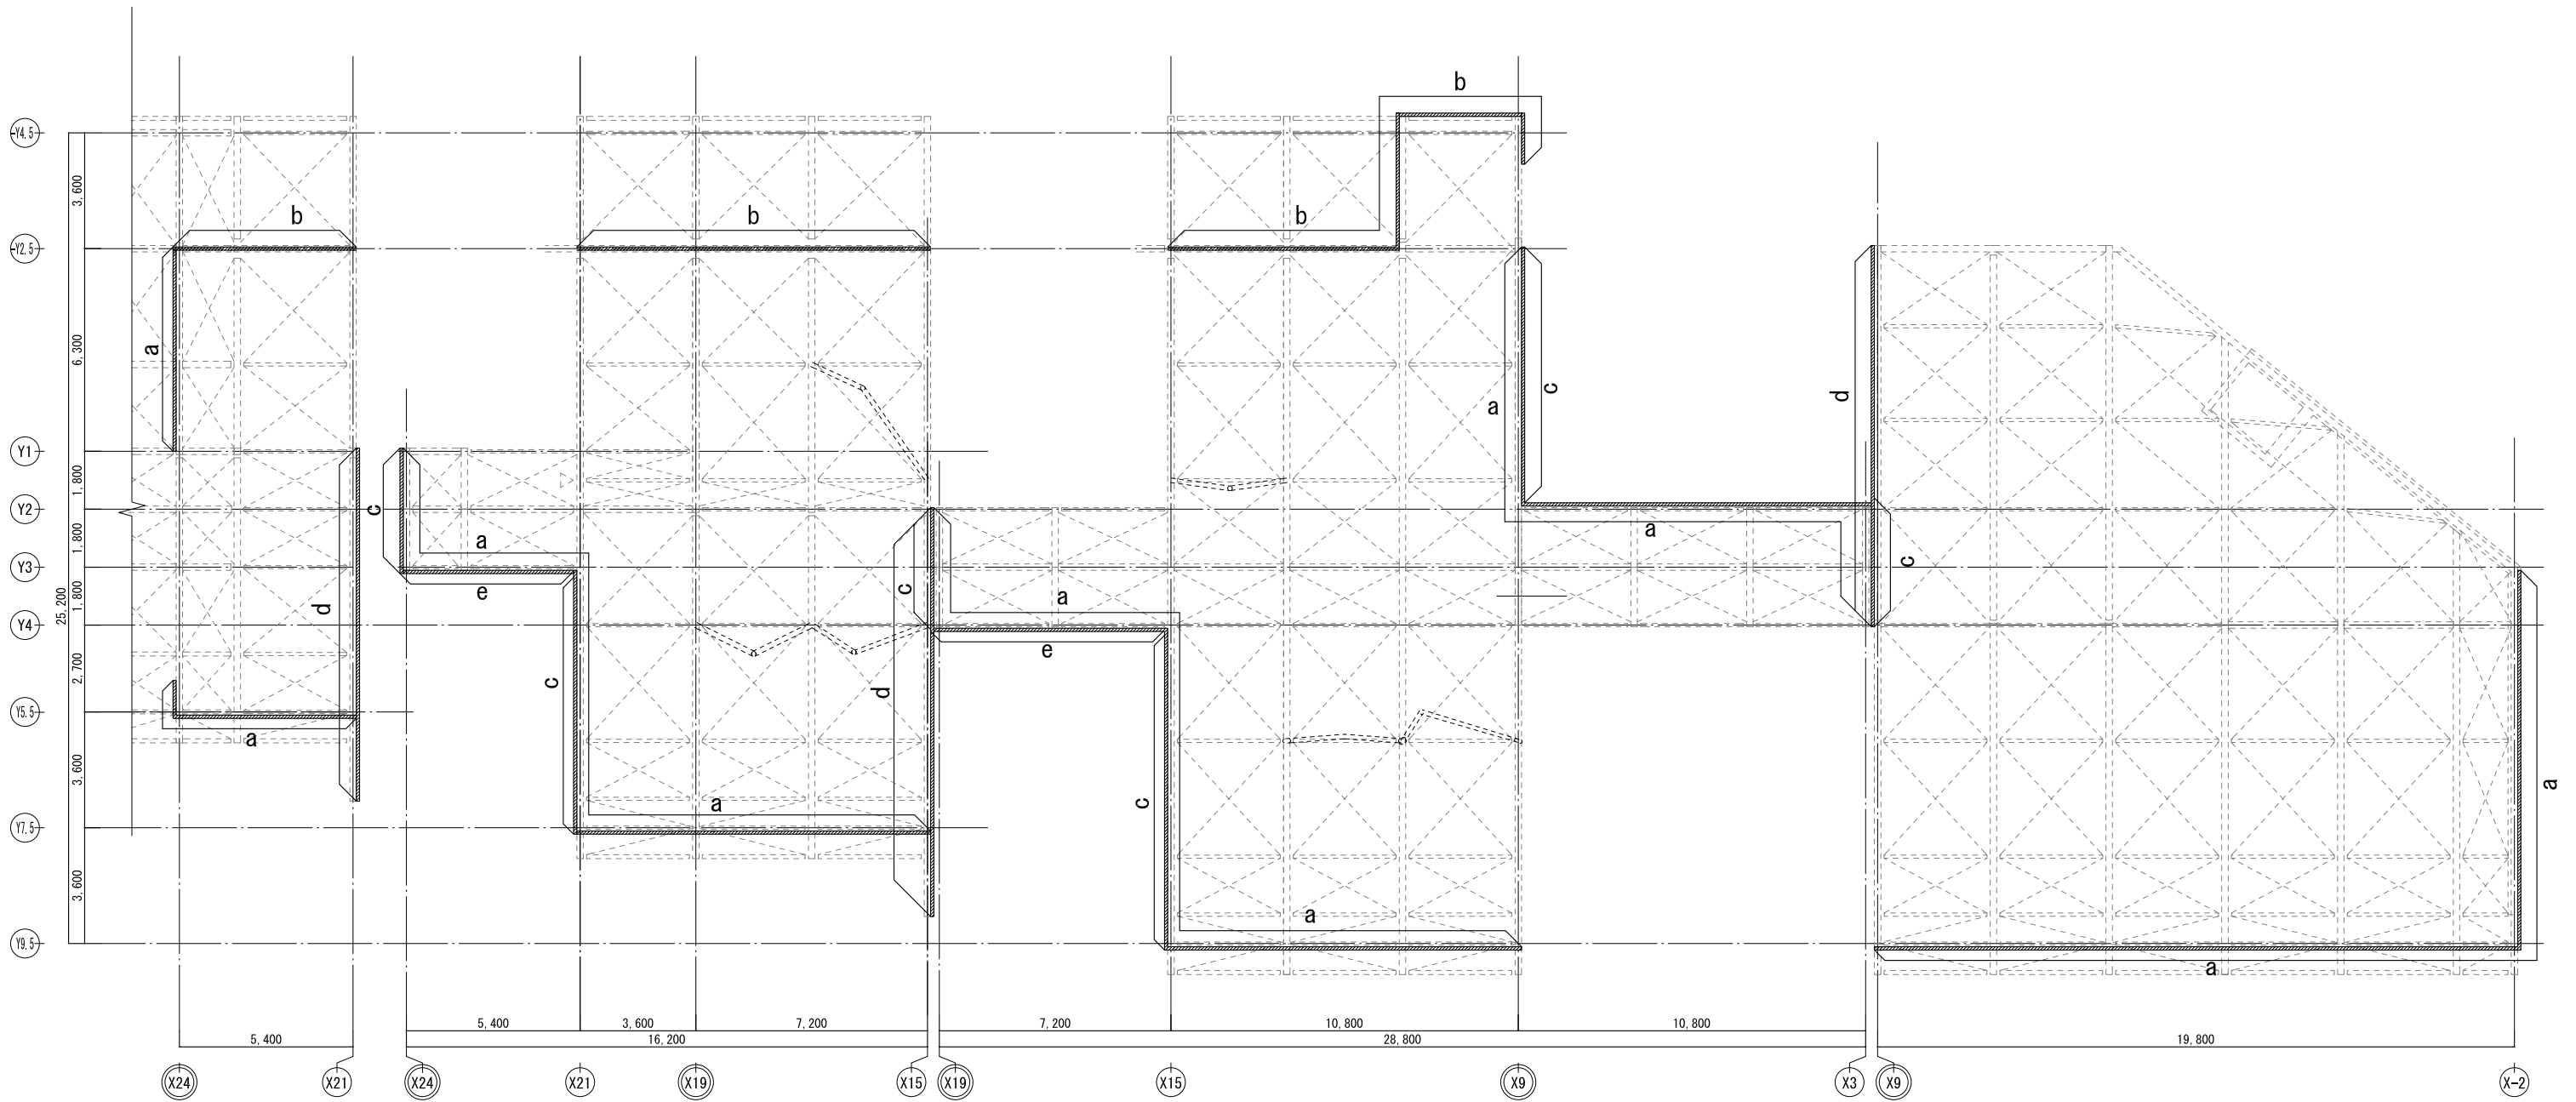 b
-Y4.5
3,600
b
b
b
-Y2.5
6,300
a
a
c
d
Y1
1,800
c
Y2
1,800
a
a
c
Y3
e
c
1,800
25,200
d
a
Y4
e
2,700
c
d
Y5.5
a
3,600
a
c
a
Y7.5
3,600
a
Y9.5
a
5,400
3,600
7,200
7,200
10,800
10,800
5,400
16,200
28,800
19,800
X24
X21
X24
X21
X19
X15
X19
X15
X9
X3
X9
X-2